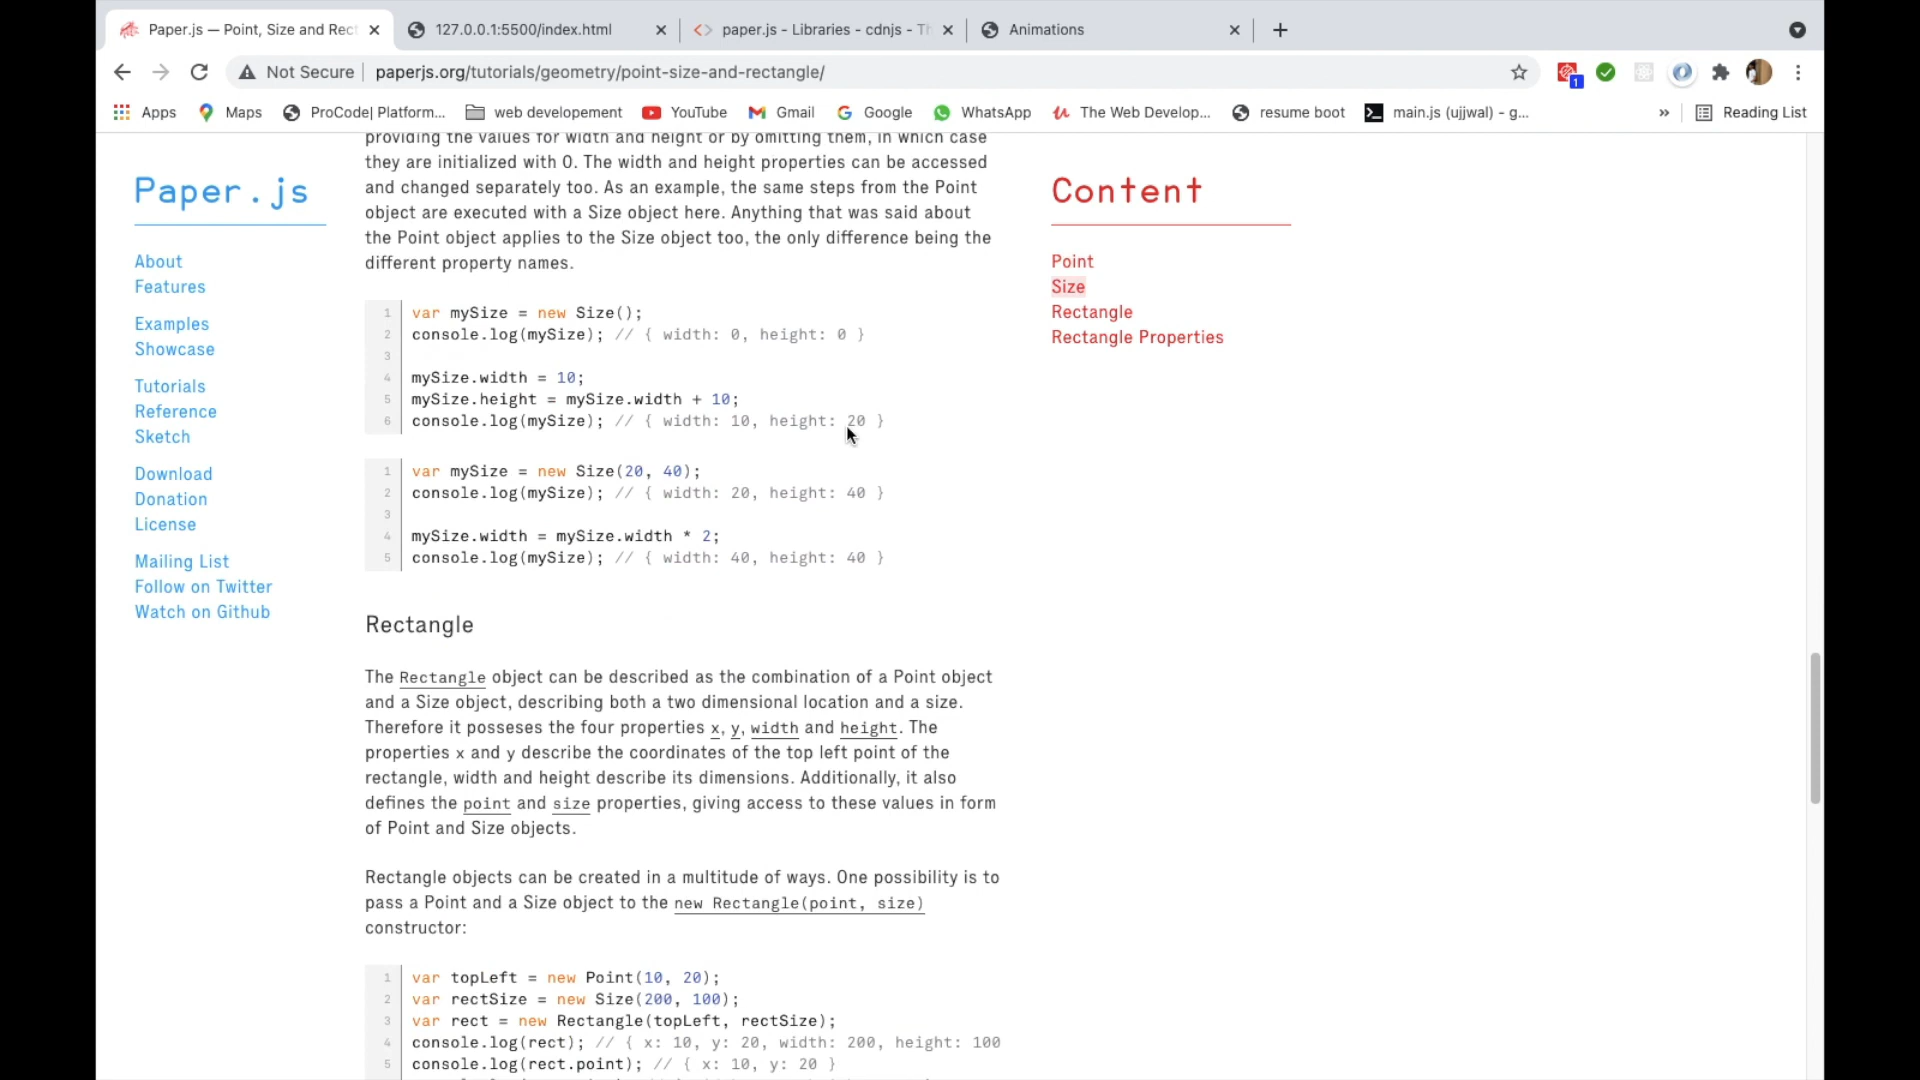 Paper.js — Point, Size and Rect
127.0.0.1:5500/index.html
paper.js - Libraries - cdnjs - Th
Animations
Not Secure
paperjs.org/tutorials/geometry/point-size-and-rectangle/
1
Apps
Maps
ProCode| Platform...
web developement
YouTube
Gmail
Google
WhatsApp
The Web Develop...
resume boot
main.js (ujjwal) - g...
»
Reading List
Paper.js
About
Features
Examples
Showcase
Tutorials
Reference
Sketch
Download
Donation
License
Mailing List
Follow on Twitter
Watch on Github
providing the values for width and height or by omitting them, in which case
they are initialized with 0. The width and height properties can be accessed
and changed separately too. As an example, the same steps from the Point
object are executed with a Size object here. Anything that was said about
the Point object applies to the Size object too, the only difference being the
different property names.
1 var mySize = new Size();
2 console.log(mySize); // { width: 0, height: 0 }
3
4 mySize.width = 10;
5 mySize.height = mySize.width + 10;
6 console.log(mySize); // { width: 10, height: 20 }
1 var mySize = new Size(20, 40);
2 console.log(mySize); // { width: 20, height: 40 }
3
4 mySize.width = mySize.width * 2;
5 console.log(mySize); // { width: 40, height: 40 }
Rectangle
The Rectangle object can be described as the combination of a Point object
and a Size object, describing both a two dimensional location and a size.
Therefore it posseses the four properties x, y, width and height. The
properties x and y describe the coordinates of the top left point of the
rectangle, width and height describe its dimensions. Additionally, it also
defines the point and size properties, giving access to these values in form
of Point and Size objects.
Rectangle objects can be created in a multitude of ways. One possibility is to
pass a Point and a Size object to the new Rectangle(point, size)
constructor:
1 var topLeft = new Point(10, 20);
2 var rectSize = new Size(200, 100);
3 var rect = new Rectangle(topLeft, rectSize);
4 console.log(rect); // { x: 10, y: 20, width: 200, height: 100
5 console.log(rect.point); // { x: 10, y: 20 }
Content
Point
Size
Rectangle
Rectangle Properties